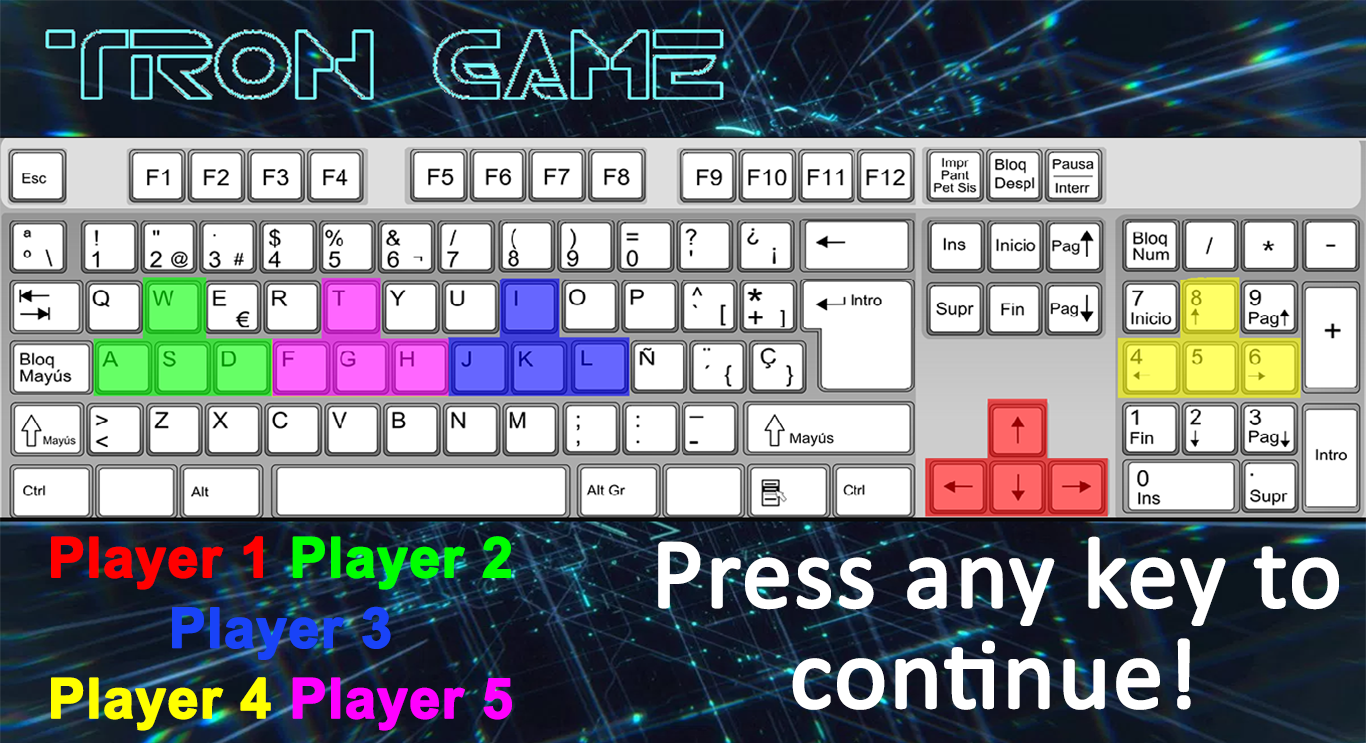 TRON GAME
Esc F1 F2 F3 F4 F5 F6 F7 F8 F9 F10 F11 F12 Impr Pant Pet Sis Bloq Despl Pausa Interr
ª º \ ! 1 " 2 @ · 3 # $ 4 % 5 & 6 ¬ / 7 ( 8 ) 9 = 0 ? ' ¿ ¡ ← Ins Inicio Pag↑ Bloq Num / * -
Q W E € R T Y U I O P ^ ` [ * + ] ← Intro Supr Fin Pag↓ 7 Inicio 8 ↑ 9 Pag↑ +
Bloq Mayús A S D F G H J K L Ñ ¨ ´ { Ç } 4 ← 5 6 →
Mayús > < Z X C V B N M ; , : . _ - Mayús ↑ 1 Fin 2 ↓ 3 Pag↓ Intro
Ctrl Alt Alt Gr Ctrl ← ↓ → 0 Ins . Supr
Player 1 Player 2
Player 3
Player 4 Player 5
Press any key to
continue!